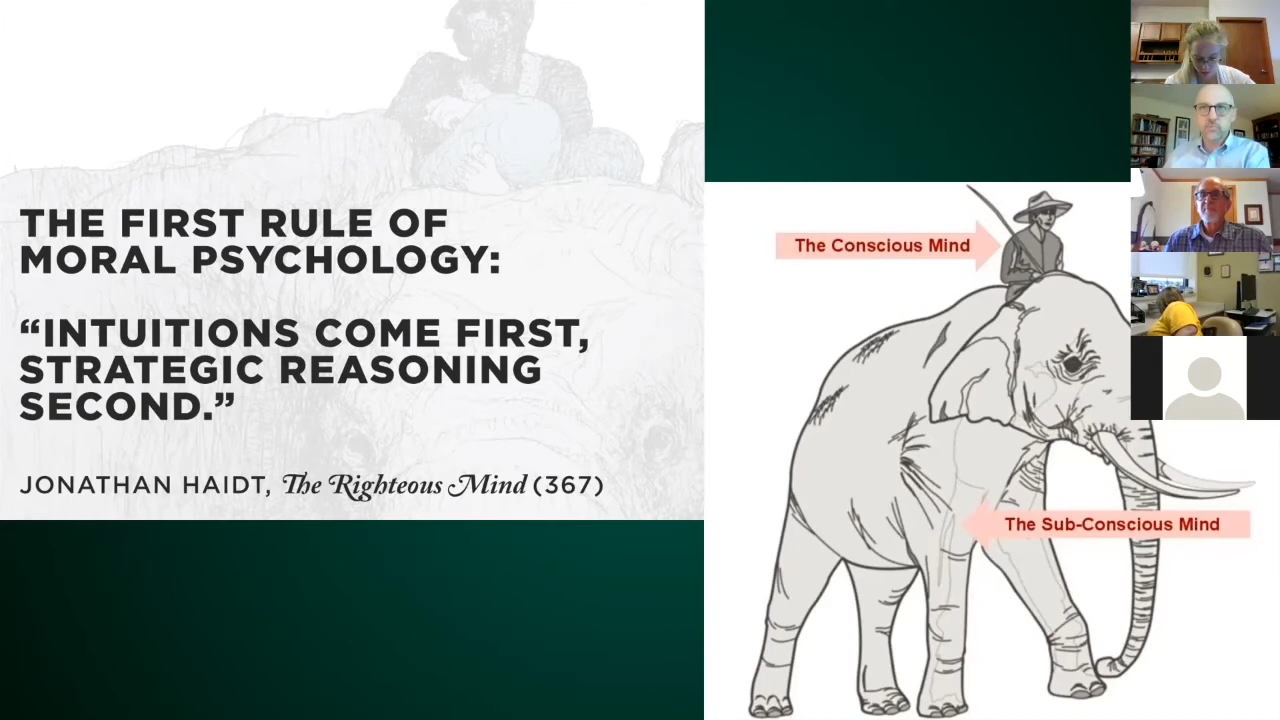 THE FIRST RULE OF
MORAL PSYCHOLOGY:
“INTUITIONS COME FIRST,
STRATEGIC REASONING
SECOND.”
JONATHAN HAIDT, The Righteous Mind (367)
The Conscious Mind
The Sub-Conscious Mind